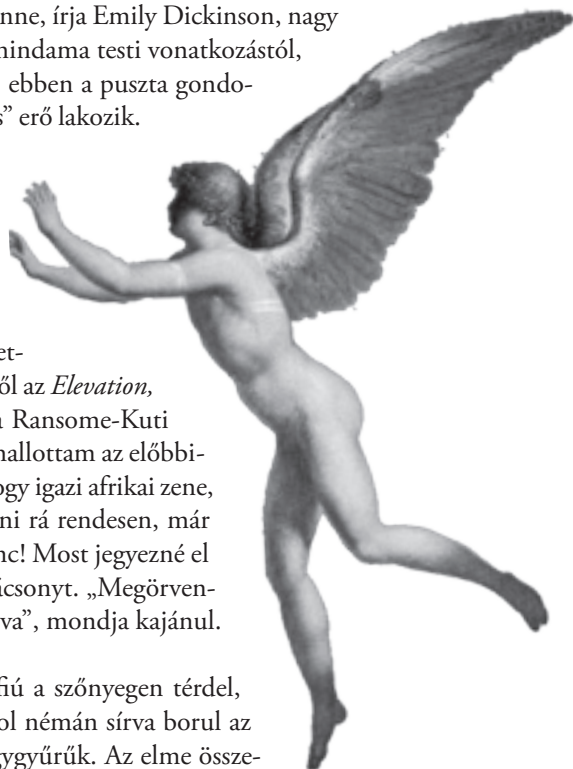 nne, írja Emily Dickinson, nagy
mindama testi vonatkozástól,
ebben a puszta gondo-
s” erő lakozik.
et-
ől az Elevation,
a Ransome-Kuti
hallottam az előbbi-
ogy igazi afrikai zene,
ni rá rendesen, már
nc! Most jegyezné el
ácsonyt. „Megörven-
va”, mondja kajánul.
fiú a szőnyegen térdel,
ol némán sírva borul az
gygyűrűk. Az elme össze-